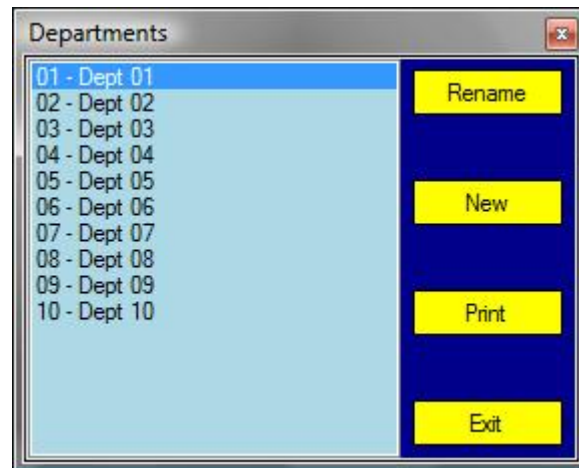 Departments
01 - Dept 01
02 - Dept 02
03 - Dept 03
04 - Dept 04
05 - Dept 05
06 - Dept 06
07 - Dept 07
08 - Dept 08
09 - Dept 09
10 - Dept 10
Rename
New
Print
Exit